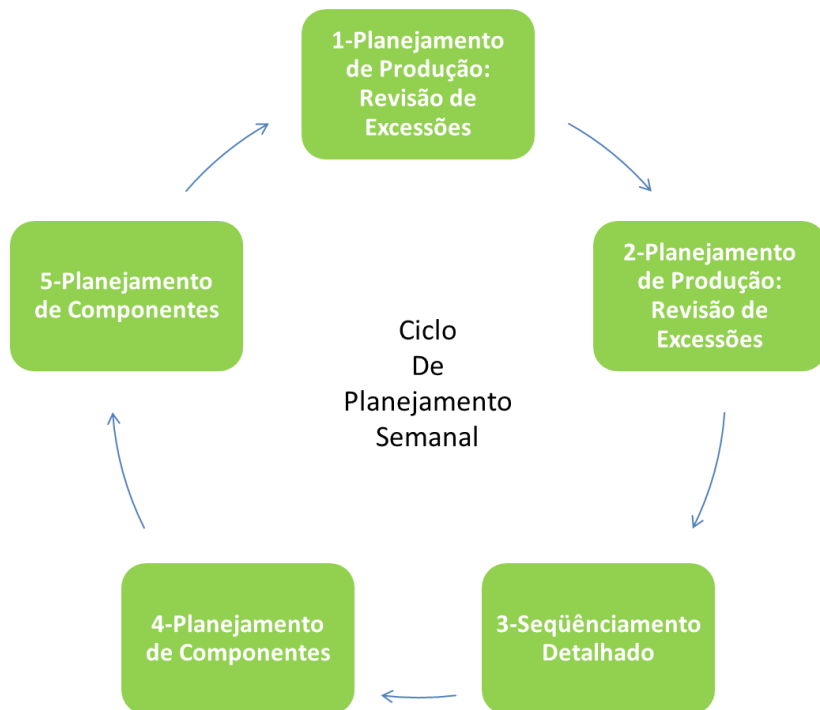 1-Planejamento
de Produção:
Revisão de
Excessões
2-Planejamento
de Produção:
Revisão de
Excessões
3-Seqüênciamento
Detalhado
4-Planejamento
de Componentes
5-Planejamento
de Componentes
Ciclo
De
Planejamento
Semanal